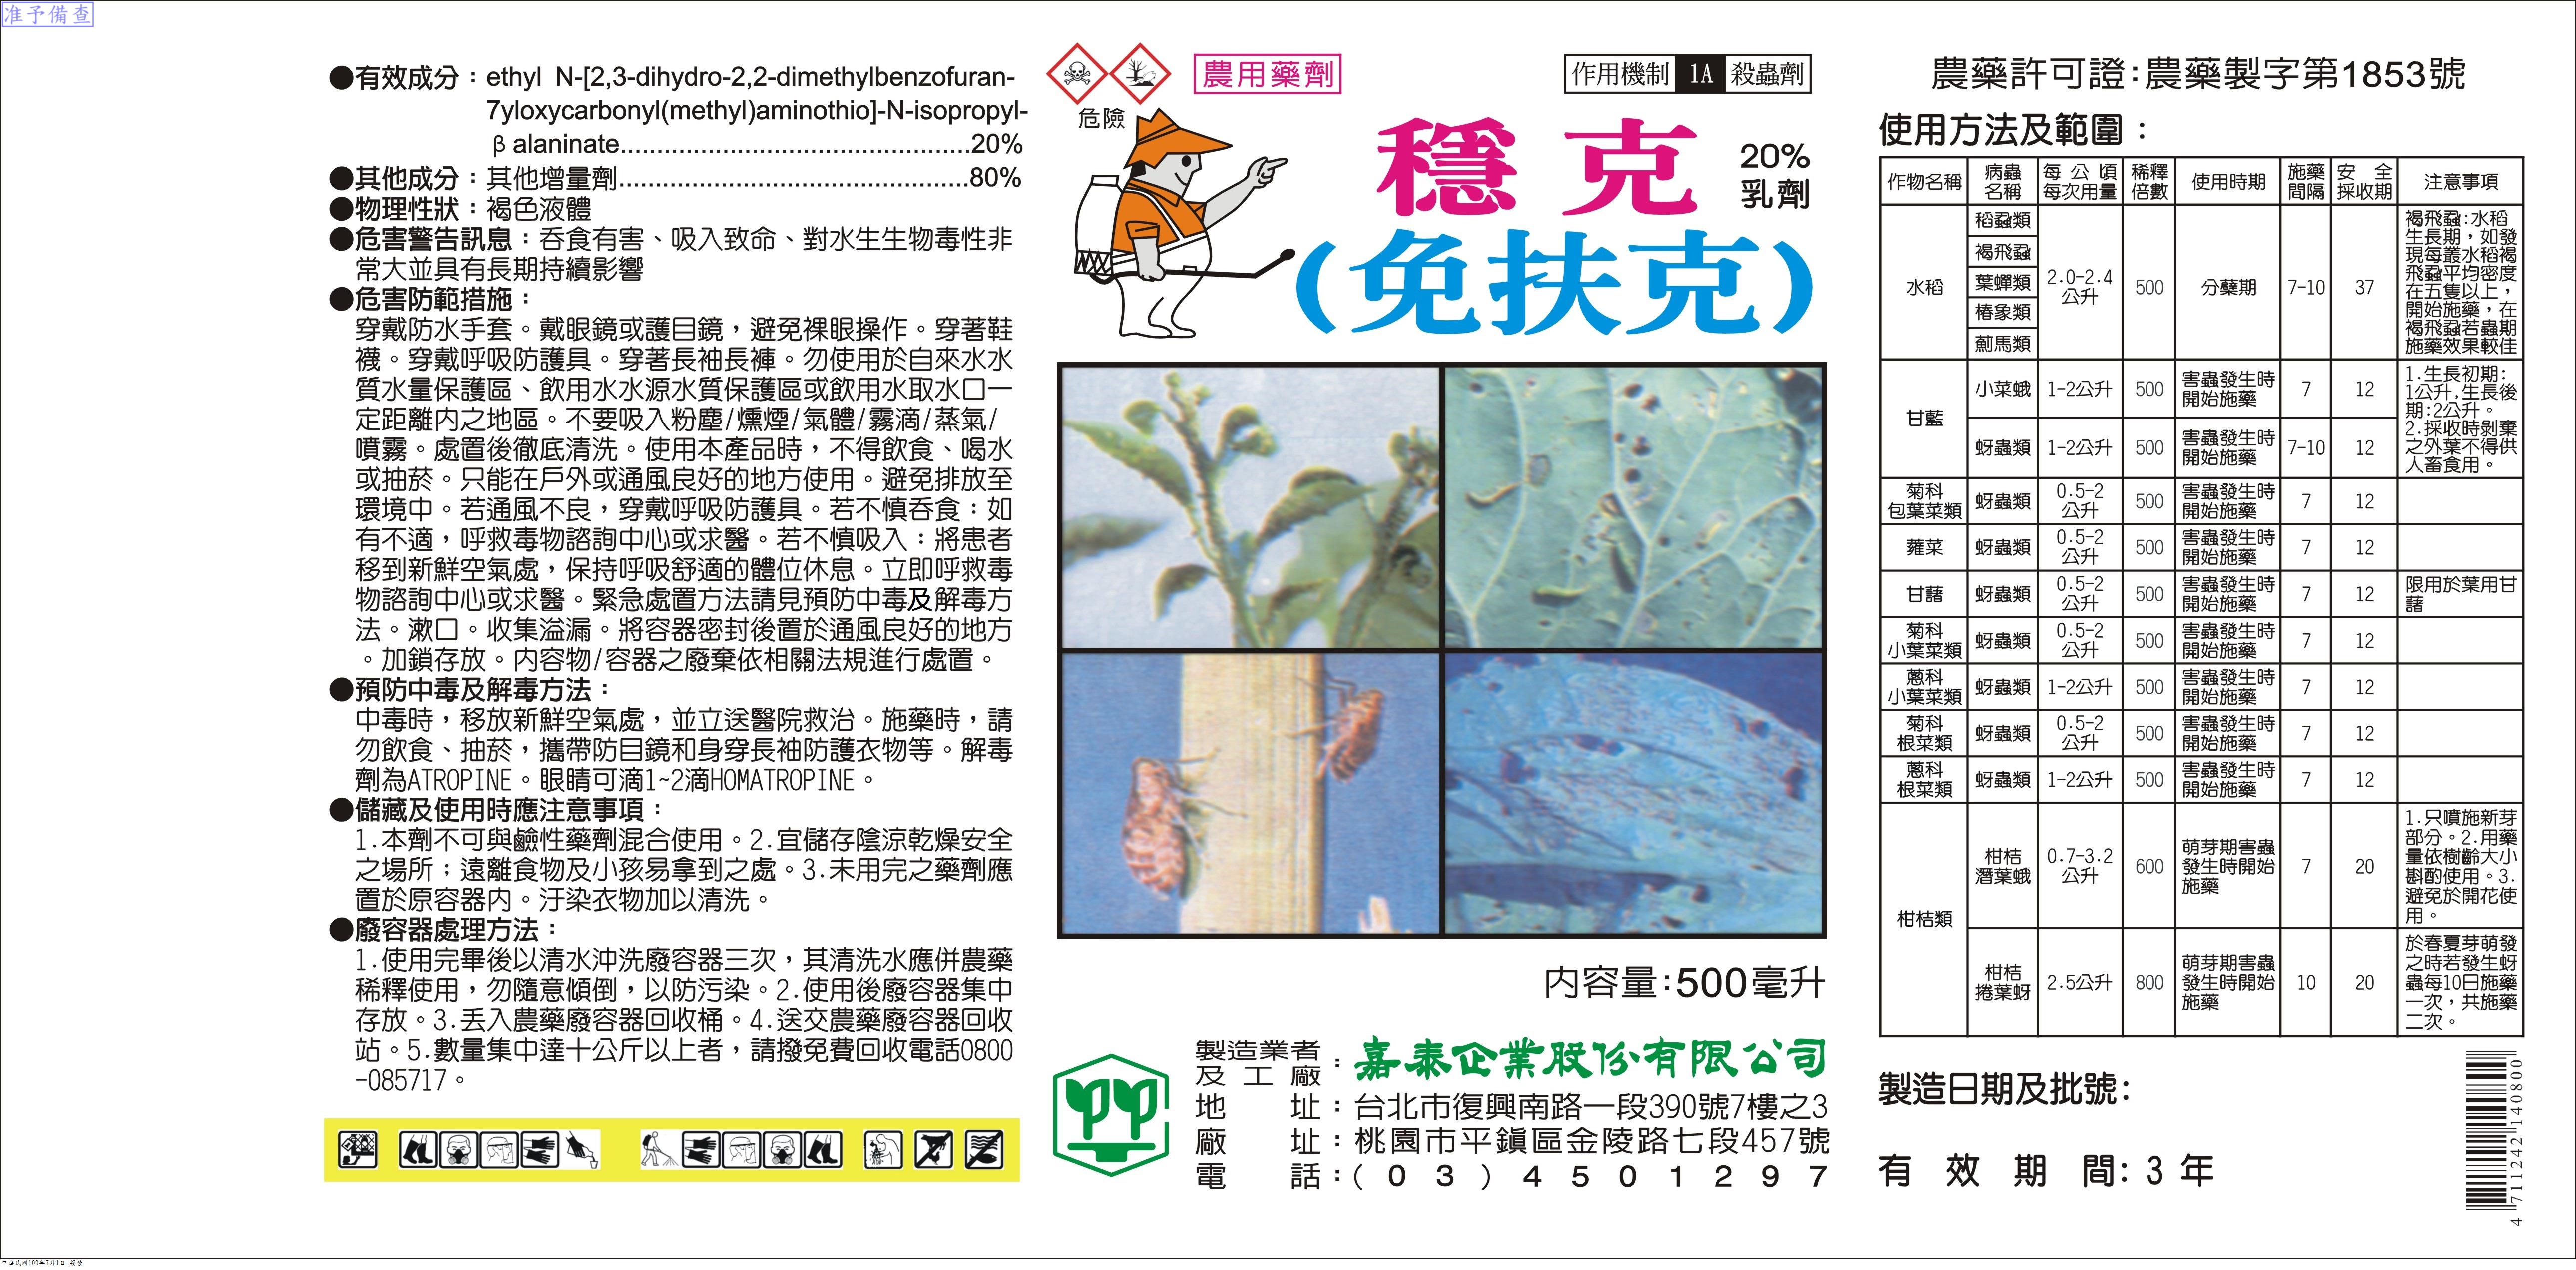 准予備查
●有效成分：ethyl N-[2,3-dihydro-2,2-dimethylbenzofuran-
7yloxycarbonyl(methyl)aminothio]-N-isopropyl-
β alaninate................................................20%
●其他成分：其他增量劑................................................80%
●物理性狀：褐色液體
●危害警告訊息：吞食有害、吸入致命、對水生生物毒性非
常大並具有長期持續影響
●危害防範措施：
穿戴防水手套。戴眼鏡或護目鏡，避免裸眼操作。穿著鞋
襪。穿戴呼吸防護具。穿著長袖長褲。勿使用於自來水水
質水量保護區、飲用水水源水質保護區或飲用水取水口一
定距離內之地區。不要吸入粉塵/燻煙/氣體/霧滴/蒸氣/
噴霧。處置後徹底清洗。使用本產品時，不得飲食、喝水
或抽菸。只能在戶外或通風良好的地方使用。避免排放至
環境中。若通風不良，穿戴呼吸防護具。若不慎吞食：如
有不適，呼救毒物諮詢中心或求醫。若不慎吸入：將患者
移到新鮮空氣處，保持呼吸舒適的體位休息。立即呼救毒
物諮詢中心或求醫。緊急處置方法請見預防中毒及解毒方
法。漱口。收集溢漏。將容器密封後置於通風良好的地方
。加鎖存放。內容物/容器之廢棄依相關法規進行處置。
●預防中毒及解毒方法：
中毒時，移放新鮮空氣處，並立送醫院救治。施藥時，請
勿飲食、抽菸，攜帶防目鏡和身穿長袖防護衣物等。解毒
劑為ATROPINE。眼睛可滴1~2滴HOMATROPINE。
●儲藏及使用時應注意事項：
1.本劑不可與鹼性藥劑混合使用。2.宜儲存陰涼乾燥安全
之場所；遠離食物及小孩易拿到之處。3.未用完之藥劑應
置於原容器內。汙染衣物加以清洗。
●廢容器處理方法：
1.使用完畢後以清水沖洗廢容器三次，其清洗水應併農藥
稀釋使用，勿隨意傾倒，以防污染。2.使用後廢容器集中
存放。3.丟入農藥廢容器回收桶。4.送交農藥廢容器回收
站。5.數量集中達十公斤以上者，請撥免費回收電話0800
-085717。
危險
農用藥劑
作用機制 1A 殺蟲劑
穩克
20%
乳劑
(免扶克)
內容量:500毫升
製造業者
及工廠：嘉泰企業股份有限公司
地址：台北市復興南路一段390號7樓之3
廠址：桃園市平鎮區金陵路七段457號
電話：(03)4501297
農藥許可證:農藥製字第1853號
使用方法及範圍：
作物名稱 病蟲名稱 每公頃每次用量 稀釋倍數 使用時期 施藥間隔 安全採收期 注意事項
水稻 稻蝨類 褐飛蝨 葉蟬類 椿象類 薊馬類 2.0-2.4公升 500 分蘗期 7-10 37 褐飛蝨:水稻生長期，如發現每叢水稻褐飛蝨平均密度在五隻以上，開始施藥，在褐飛蝨若蟲期施藥效果較佳
甘藍 小菜蛾 1-2公升 500 害蟲發生時開始施藥 7 12 1.生長初期:1公升,生長後期:2公升。2.採收時剝棄之外葉不得供人畜食用。
蚜蟲類 1-2公升 500 害蟲發生時開始施藥 7-10 12
菊科包葉菜類 蚜蟲類 0.5-2公升 500 害蟲發生時開始施藥 7 12
蕹菜 蚜蟲類 0.5-2公升 500 害蟲發生時開始施藥 7 12
甘藷 蚜蟲類 0.5-2公升 500 害蟲發生時開始施藥 7 12 限用於葉用甘藷
菊科小葉菜類 蚜蟲類 0.5-2公升 500 害蟲發生時開始施藥 7 12
蔥科小葉菜類 蚜蟲類 1-2公升 500 害蟲發生時開始施藥 7 12
菊科根菜類 蚜蟲類 0.5-2公升 500 害蟲發生時開始施藥 7 12
蔥科根菜類 蚜蟲類 1-2公升 500 害蟲發生時開始施藥 7 12
柑桔類 柑桔潛葉蛾 0.7-3.2公升 600 萌芽期害蟲發生時開始施藥 7 20 1.只噴施新芽部分。2.用藥量依樹齡大小斟酌使用。3.避免於開花使用。
柑桔捲葉蚜 2.5公升 800 萌芽期害蟲發生時開始施藥 10 20 於春夏芽萌發之時若發生蚜蟲每10日施藥一次，共施藥二次。
製造日期及批號:
有效期間:3年
4 711242 140800
中華民國109年7月1日 簽發